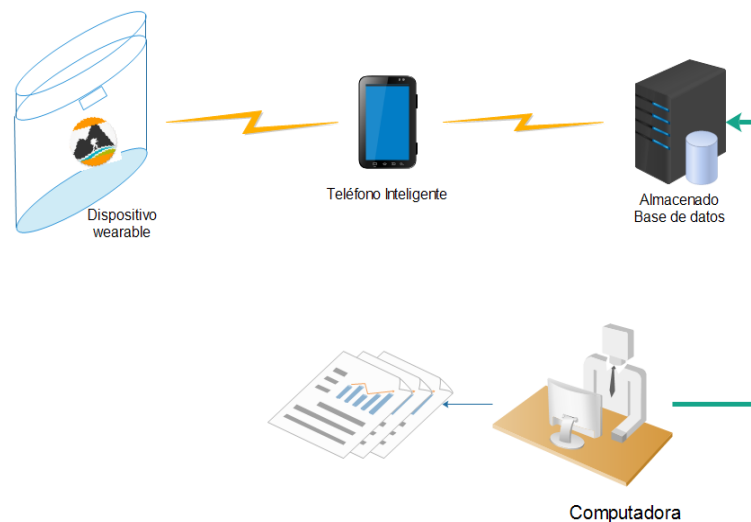 Dispositivo
wearable
Teléfono Inteligente
Almacenado
Base de datos
Computadora